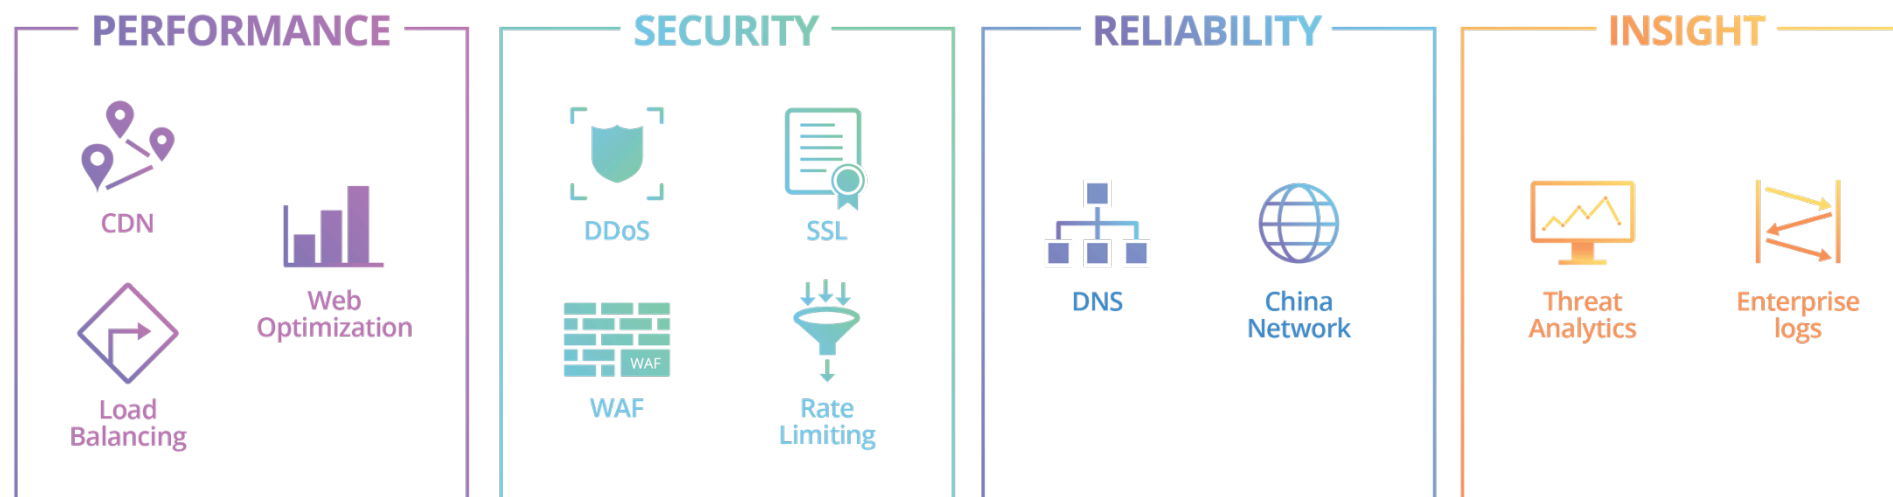 PERFORMANCE
CDN
Web
Optimization
Load
Balancing
SECURITY
DDoS
SSL
WAF
WAF
Rate
Limiting
RELIABILITY
DNS
China
Network
INSIGHT
Threat
Analytics
Enterprise
logs